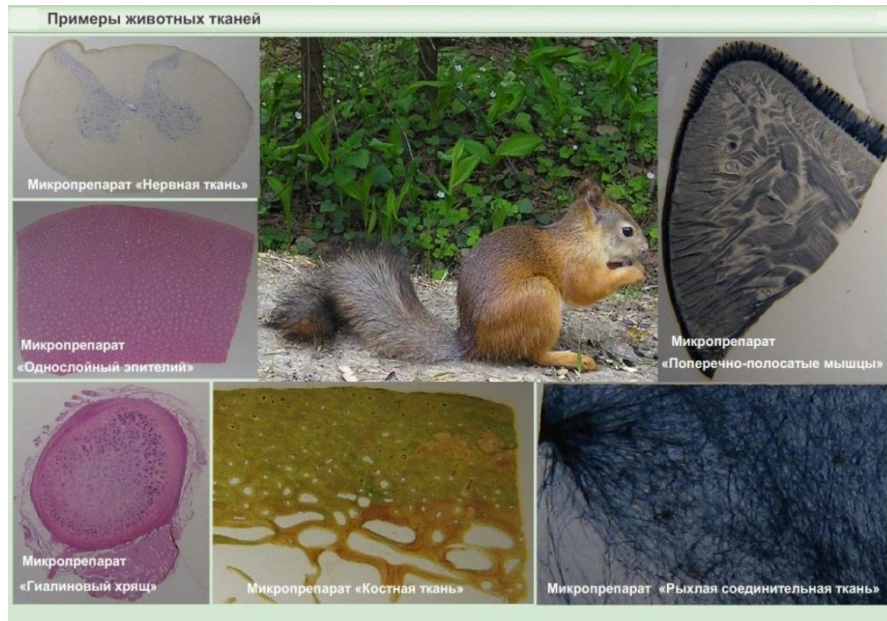 Примеры животных тканей
Микропрепарат «Нервная ткань»
Микропрепарат
«Однослойный эпителий»
Микропрепарат
«Поперечно-полосатые мышцы»
Микропрепарат
«Гиалиновый хрящ»
Микропрепарат «Костная ткань»
Микропрепарат «Рыхлая соединительная ткань»